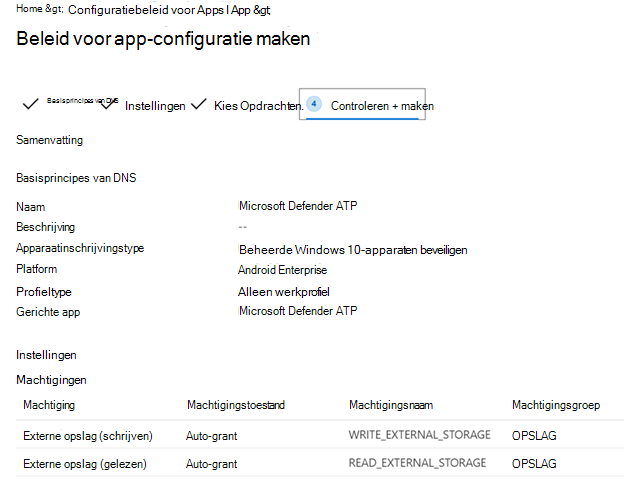 Home &gt; Configuratiebeleid voor Apps | App &gt;
Beleid voor app-configuratie maken
Basisprincipes van DNS Instellingen Kies Opdrachten. 4 Controleren + maken
Samenvatting
Basisprincipes van DNS
Naam Microsoft Defender ATP
Beschrijving --
Apparaatinschrijvingstype Beheerde Windows 10-apparaten beveiligen
Platform Android Enterprise
Profieltype Alleen werkprofiel
Gerichte app Microsoft Defender ATP
Instellingen
Machtigingen
Machtiging Machtigingstoestand Machtigingsnaam Machtigingsgroep
Externe opslag (schrijven) Auto-grant WRITE_EXTERNAL_STORAGE OPSLAG
Externe opslag (gelezen) Auto-grant READ_EXTERNAL_STORAGE OPSLAG